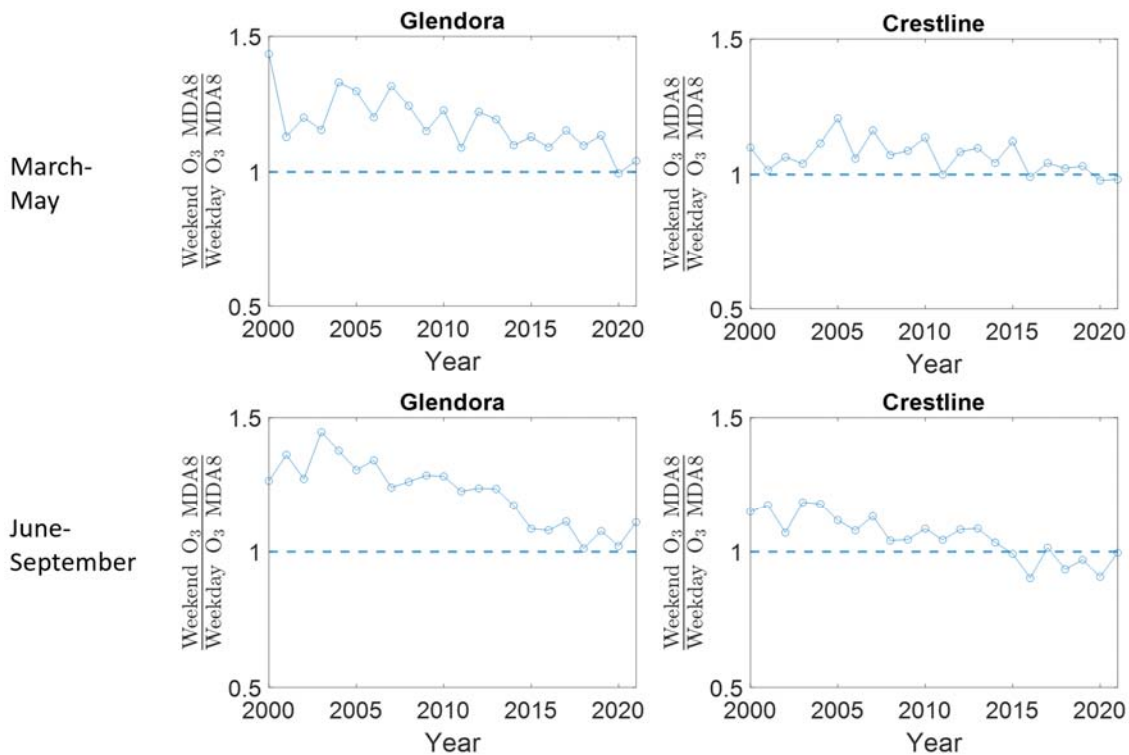 Glendora
Crestline
March-
May
1.5
1
0.5
Weekend O₃ MDA8
Weekday O₃ MDA8
2000 2005 2010 2015 2020
Year
1.5
1
0.5
Weekend O₃ MDA8
Weekday O₃ MDA8
2000 2005 2010 2015 2020
Year
Glendora
Crestline
June-
September
1.5
1
0.5
Weekend O₃ MDA8
Weekday O₃ MDA8
2000 2005 2010 2015 2020
Year
1.5
1
0.5
Weekend O₃ MDA8
Weekday O₃ MDA8
2000 2005 2010 2015 2020
Year